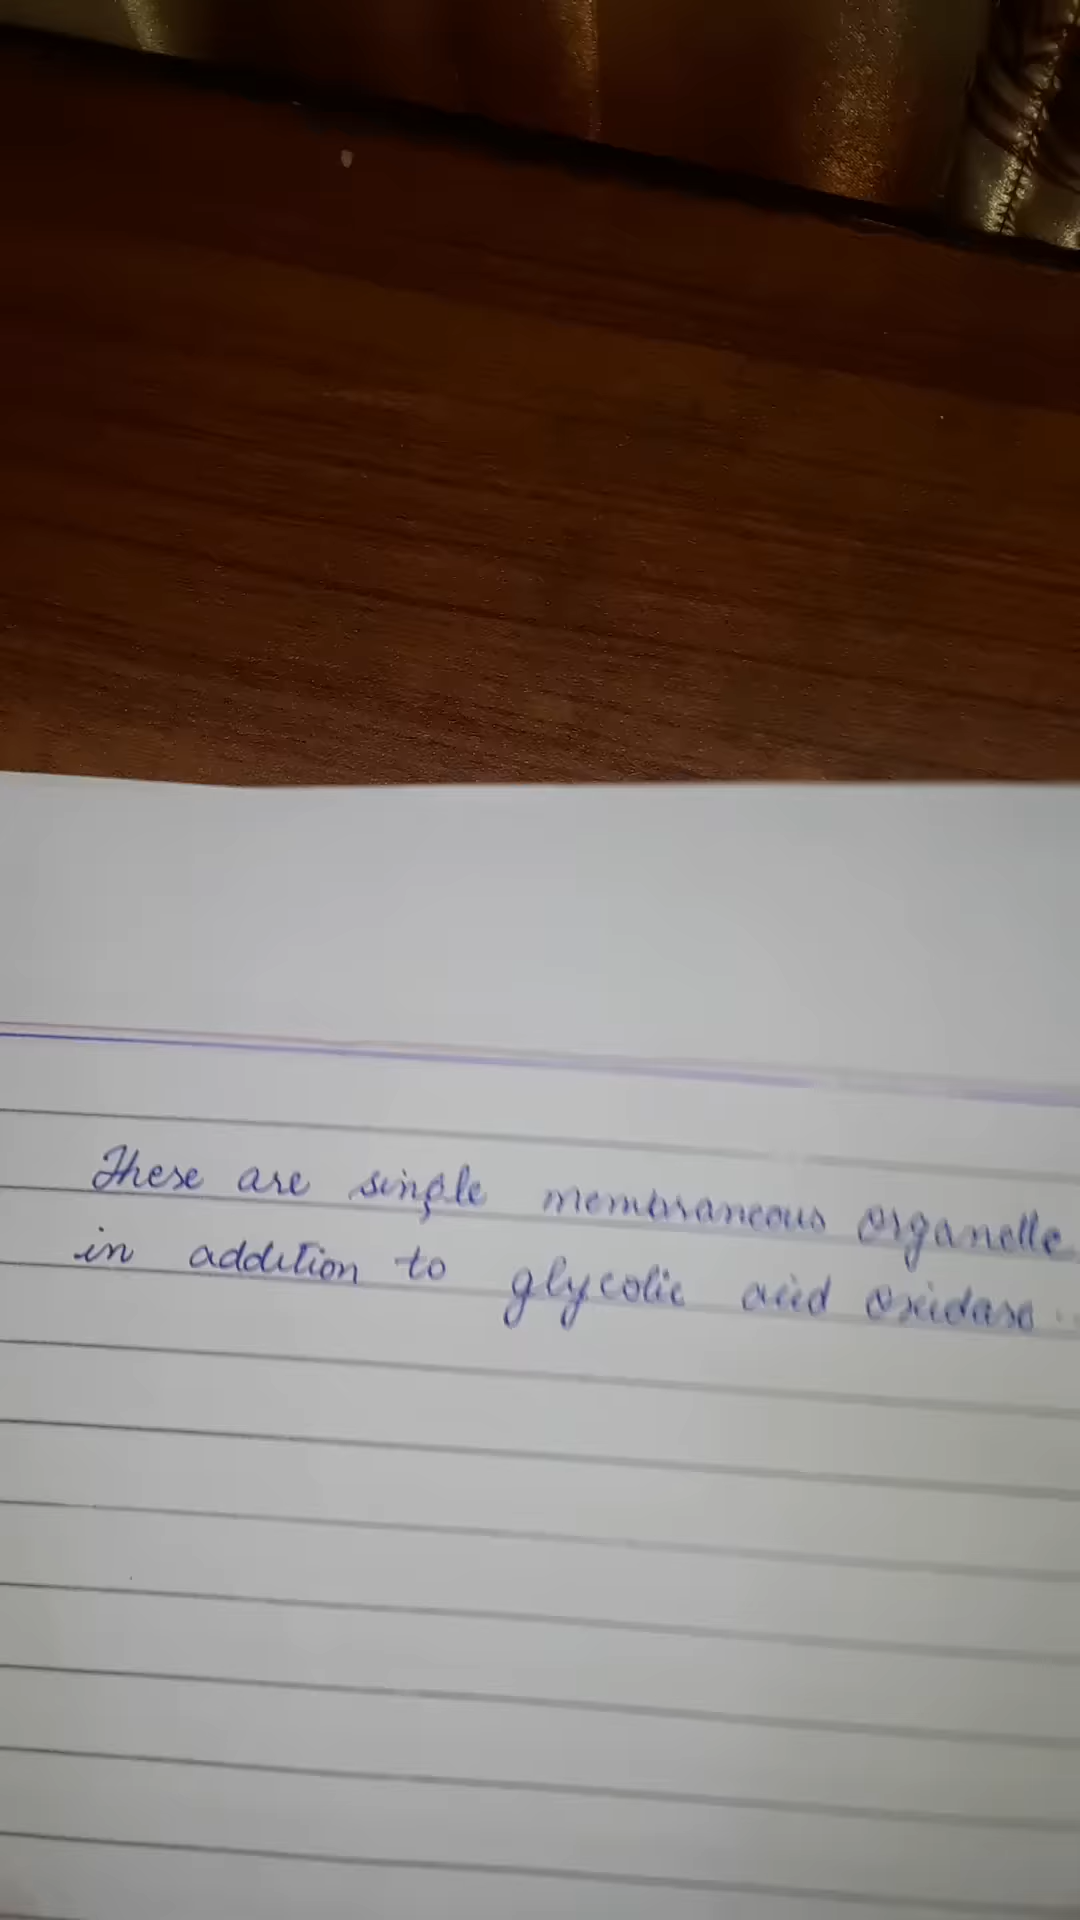 These are single membraneous organelle
in addition to glycolic acid oxidase